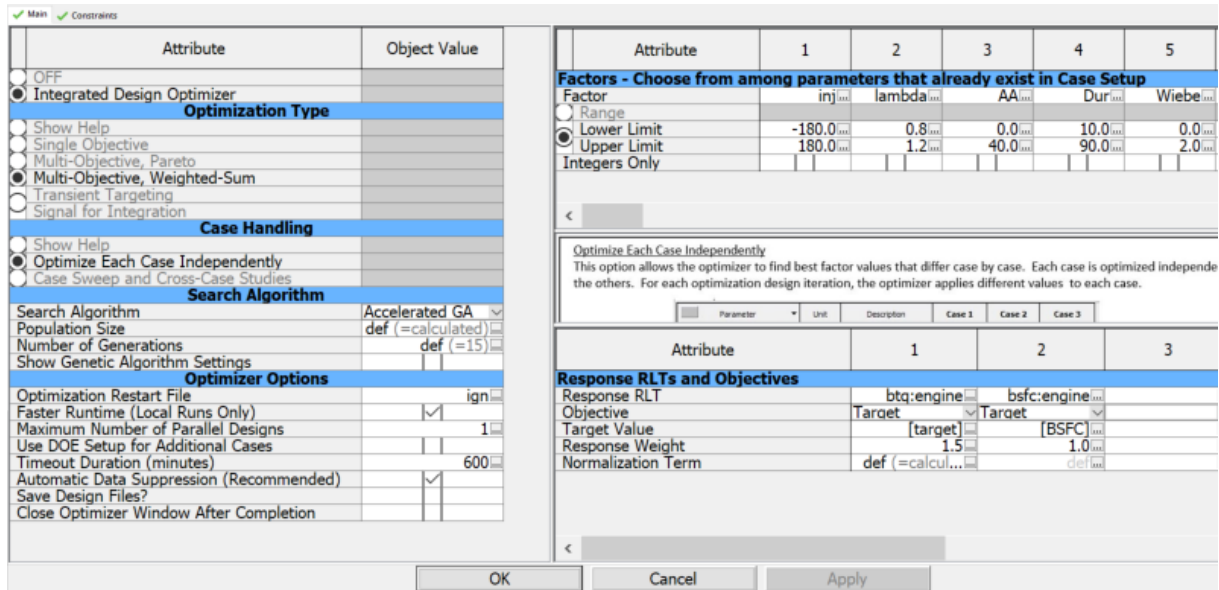 Main Constraints
Attribute Object Value
OFF
Integrated Design Optimizer
Optimization Type
Show Help
Single Objective
Multi-Objective, Pareto
Multi-Objective, Weighted-Sum
Transient Targeting
Signal for Integration
Case Handling
Show Help
Optimize Each Case Independently
Case Sweep and Cross-Case Studies
Search Algorithm
Search Algorithm Accelerated GA
Population Size def (=calculated)
Number of Generations def (=15)
Show Genetic Algorithm Settings
Optimizer Options
Optimization Restart File ign
Faster Runtime (Local Runs Only)
Maximum Number of Parallel Designs 1
Use DOE Setup for Additional Cases
Timeout Duration (minutes) 600
Automatic Data Suppression (Recommended)
Save Design Files?
Close Optimizer Window After Completion
Attribute 1 2 3 4 5
Factors - Choose from among parameters that already exist in Case Setup
Factor inj lambda AA Dur Wiebe
Range
Lower Limit -180.0 0.8 0.0 10.0 0.0
Upper Limit 180.0 1.2 40.0 90.0 2.0
Integers Only
Optimize Each Case Independently
This option allows the optimizer to find best factor values that differ case by case. Each case is optimized independe
the others. For each optimization design iteration, the optimizer applies different values to each case.
Parameter Unit Description Case 1 Case 2 Case 3
Attribute 1 2 3
Response RLTs and Objectives
Response RLT btq:engine bsfc:engine
Objective Target Target
Target Value [target] [BSFC]
Response Weight 1.5 1.0
Normalization Term def (=calcul... def
OK Cancel Apply